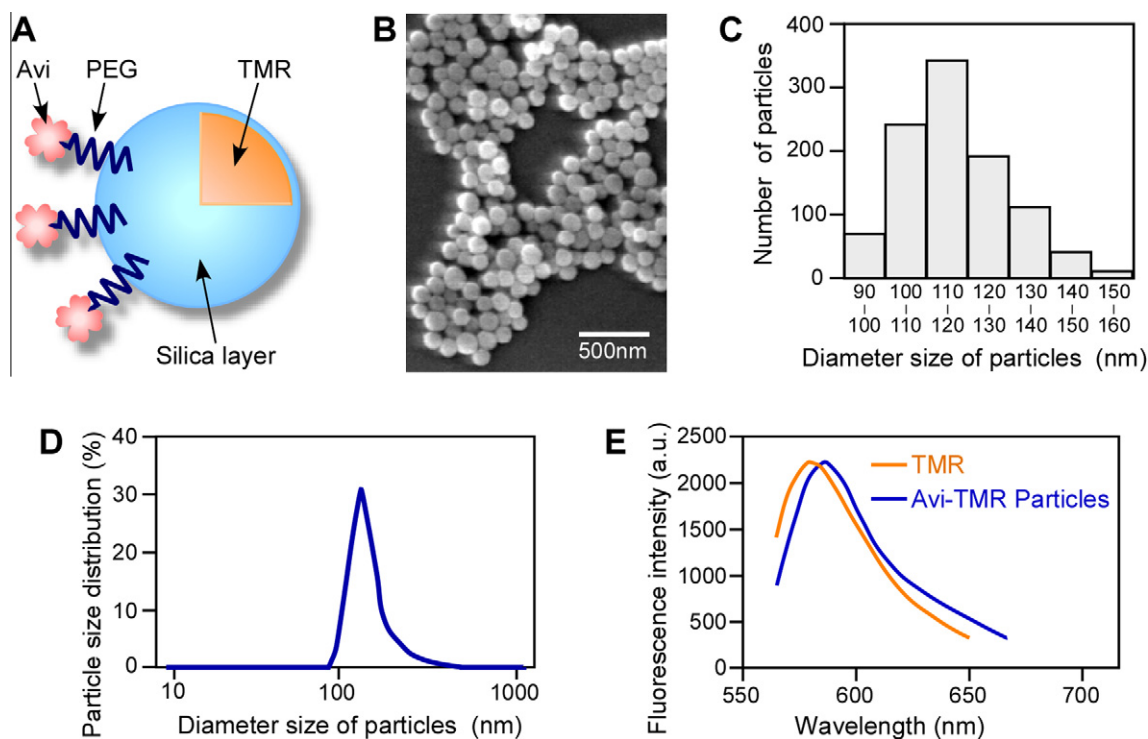 A
Avi
PEG
TMR
Silica layer
B
500nm
C
Number of particles
400
300
200
100
0
90 100 110 120 130 140 150
100 110 120 130 140 150 160
Diameter size of particles (nm)
D
Particle size distribution (%)
40
30
20
10
0
10 100 1000
Diameter size of particles (nm)
E
Fluorescence intensity (a.u.)
2500
2000
1500
1000
500
0
TMR
Avi-TMR Particles
550 600 650 700
Wavelength (nm)